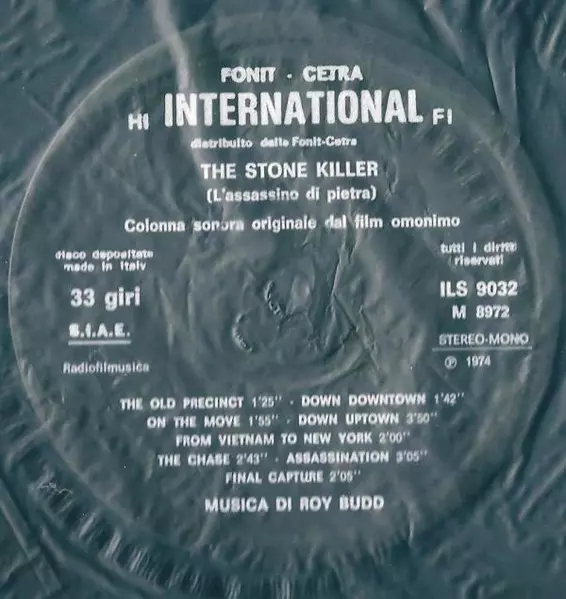 FONIT - CETRA
HI INTERNATIONAL FI
distribuito dalla Fonit-Cetra
THE STONE KILLER
(L'assassino di pietra)
Colonna sonora originale dal film omonimo
disco depositato
made in Italy
33 giri
S.I.A.E.
Radiofilmusica
tutti i diritti
riservati
ILS 9032
M 8972
STEREO-MONO
℗ 1974
THE OLD PRECINCT 1'25" - DOWN DOWNTOWN 1'42"
ON THE MOVE 1'55" - DOWN UPTOWN 3'50"
FROM VIETNAM TO NEW YORK 2'00"
THE CHASE 2'43" - ASSASSINATION 3'05"
FINAL CAPTURE 2'05"
MUSICA DI ROY BUDD